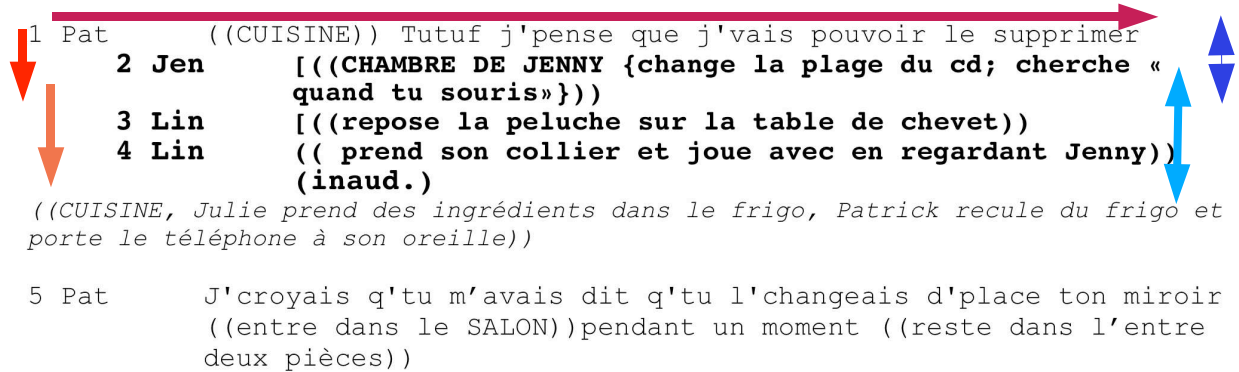 1 Pat ((CUISINE)) Tutuf j'pense que j'vais pouvoir le supprimer
2 Jen [((CHAMBRE DE JENNY {change la plage du cd; cherche «
quand tu souris»}))
3 Lin [((repose la peluche sur la table de chevet))
4 Lin (( prend son collier et joue avec en regardant Jenny))
(inaud.)
((CUISINE, Julie prend des ingrédients dans le frigo, Patrick recule du frigo et
porte le téléphone à son oreille))
5 Pat J'croyais q'tu m’avais dit q'tu l'changeais d'place ton miroir
((entre dans le SALON))pendant un moment ((reste dans l’entre
deux pièces))